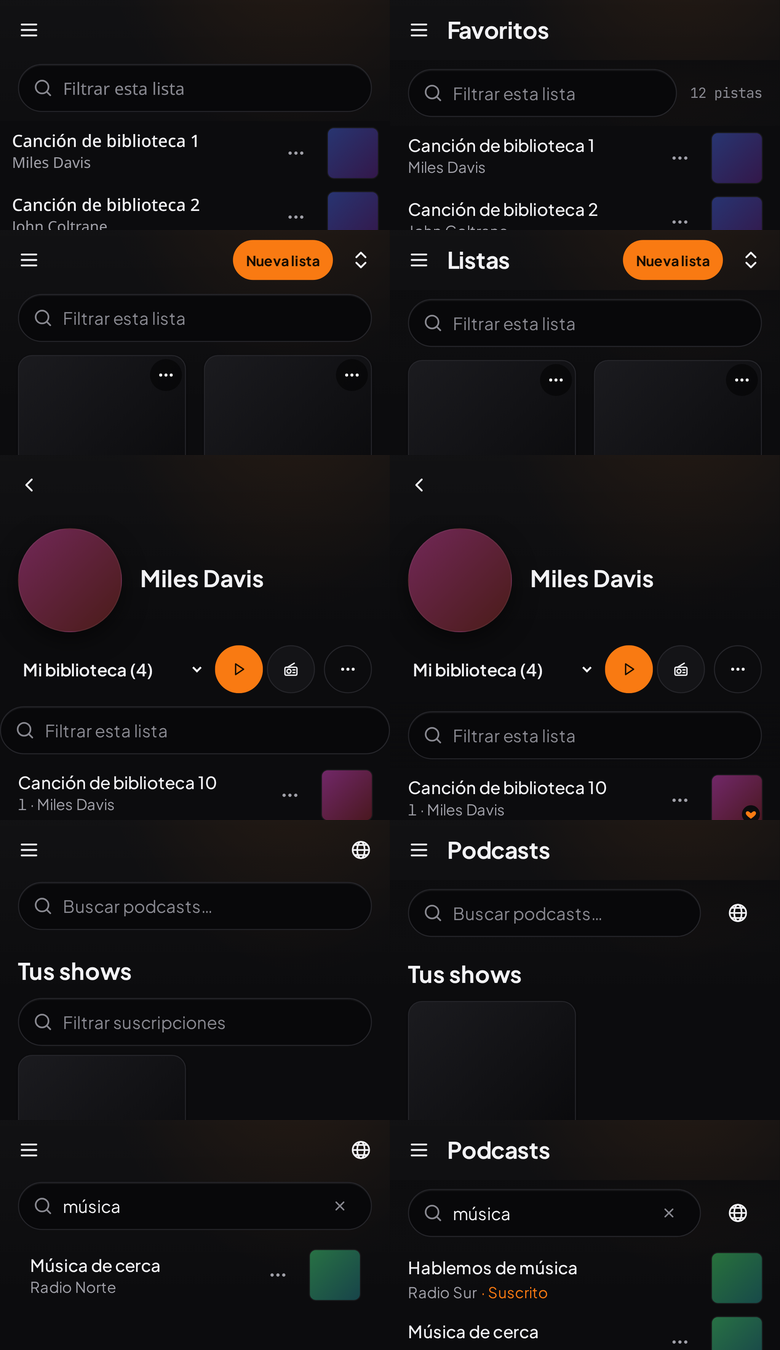 Filtrar esta lista
Canción de biblioteca 1
Miles Davis
Canción de biblioteca 2
John Coltrane
Favoritos
Filtrar esta lista
12 pistas
Canción de biblioteca 1
Miles Davis
Canción de biblioteca 2
John Coltrane
Nueva lista
Filtrar esta lista
Listas
Nueva lista
Filtrar esta lista
Miles Davis
Mi biblioteca (4)
Filtrar esta lista
Canción de biblioteca 10
1 · Miles Davis
Miles Davis
Mi biblioteca (4)
Filtrar esta lista
Canción de biblioteca 10
1 · Miles Davis
Buscar podcasts...
Tus shows
Filtrar suscripciones
Podcasts
Buscar podcasts...
Tus shows
música
Música de cerca
Radio Norte
Podcasts
música
Hablemos de música
Radio Sur · Suscrito
Música de cerca